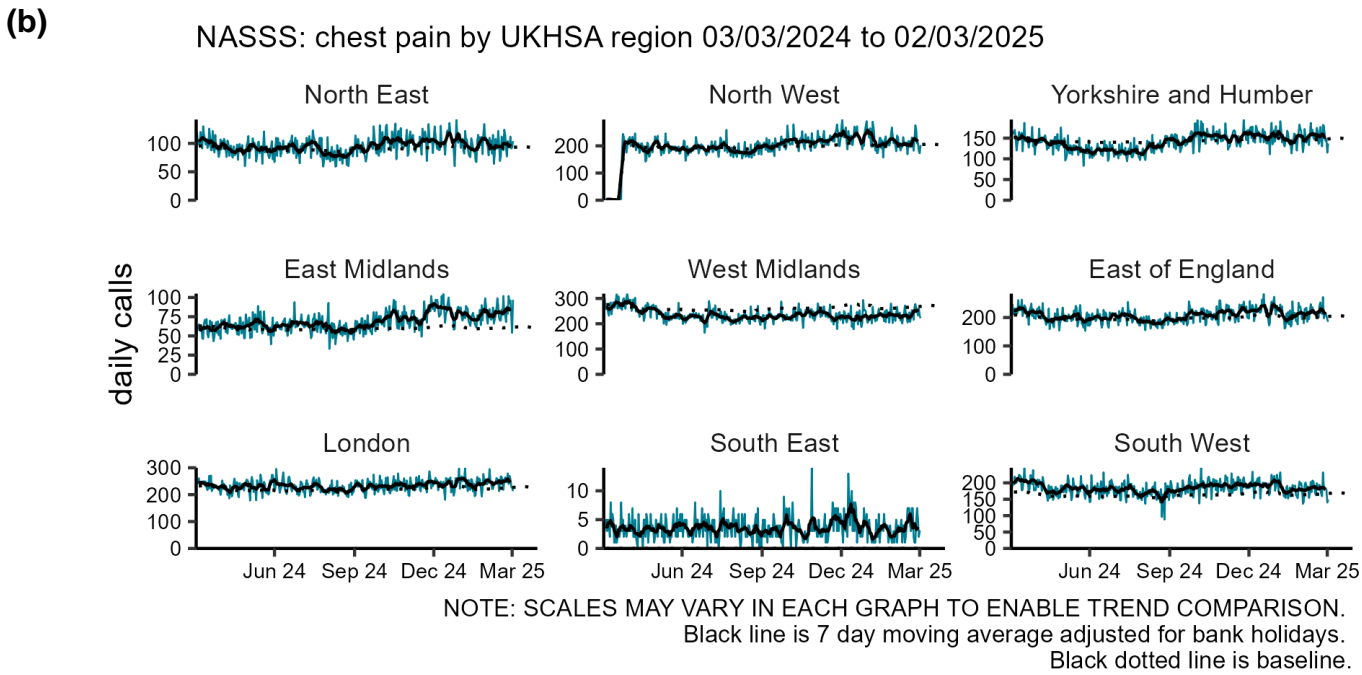 (b)
NASSS: chest pain by UKHSA region 03/03/2024 to 02/03/2025
North East
North West
Yorkshire and Humber
100
50
0
200
100
0
150
100
50
0
daily calls
East Midlands
West Midlands
East of England
100
75
50
25
0
300
200
100
0
200
100
0
London
South East
South West
300
200
100
0
10
5
0
200
150
100
50
0
Jun 24 Sep 24 Dec 24 Mar 25
Jun 24 Sep 24 Dec 24 Mar 25
Jun 24 Sep 24 Dec 24 Mar 25
NOTE: SCALES MAY VARY IN EACH GRAPH TO ENABLE TREND COMPARISON.
Black line is 7 day moving average adjusted for bank holidays.
Black dotted line is baseline.